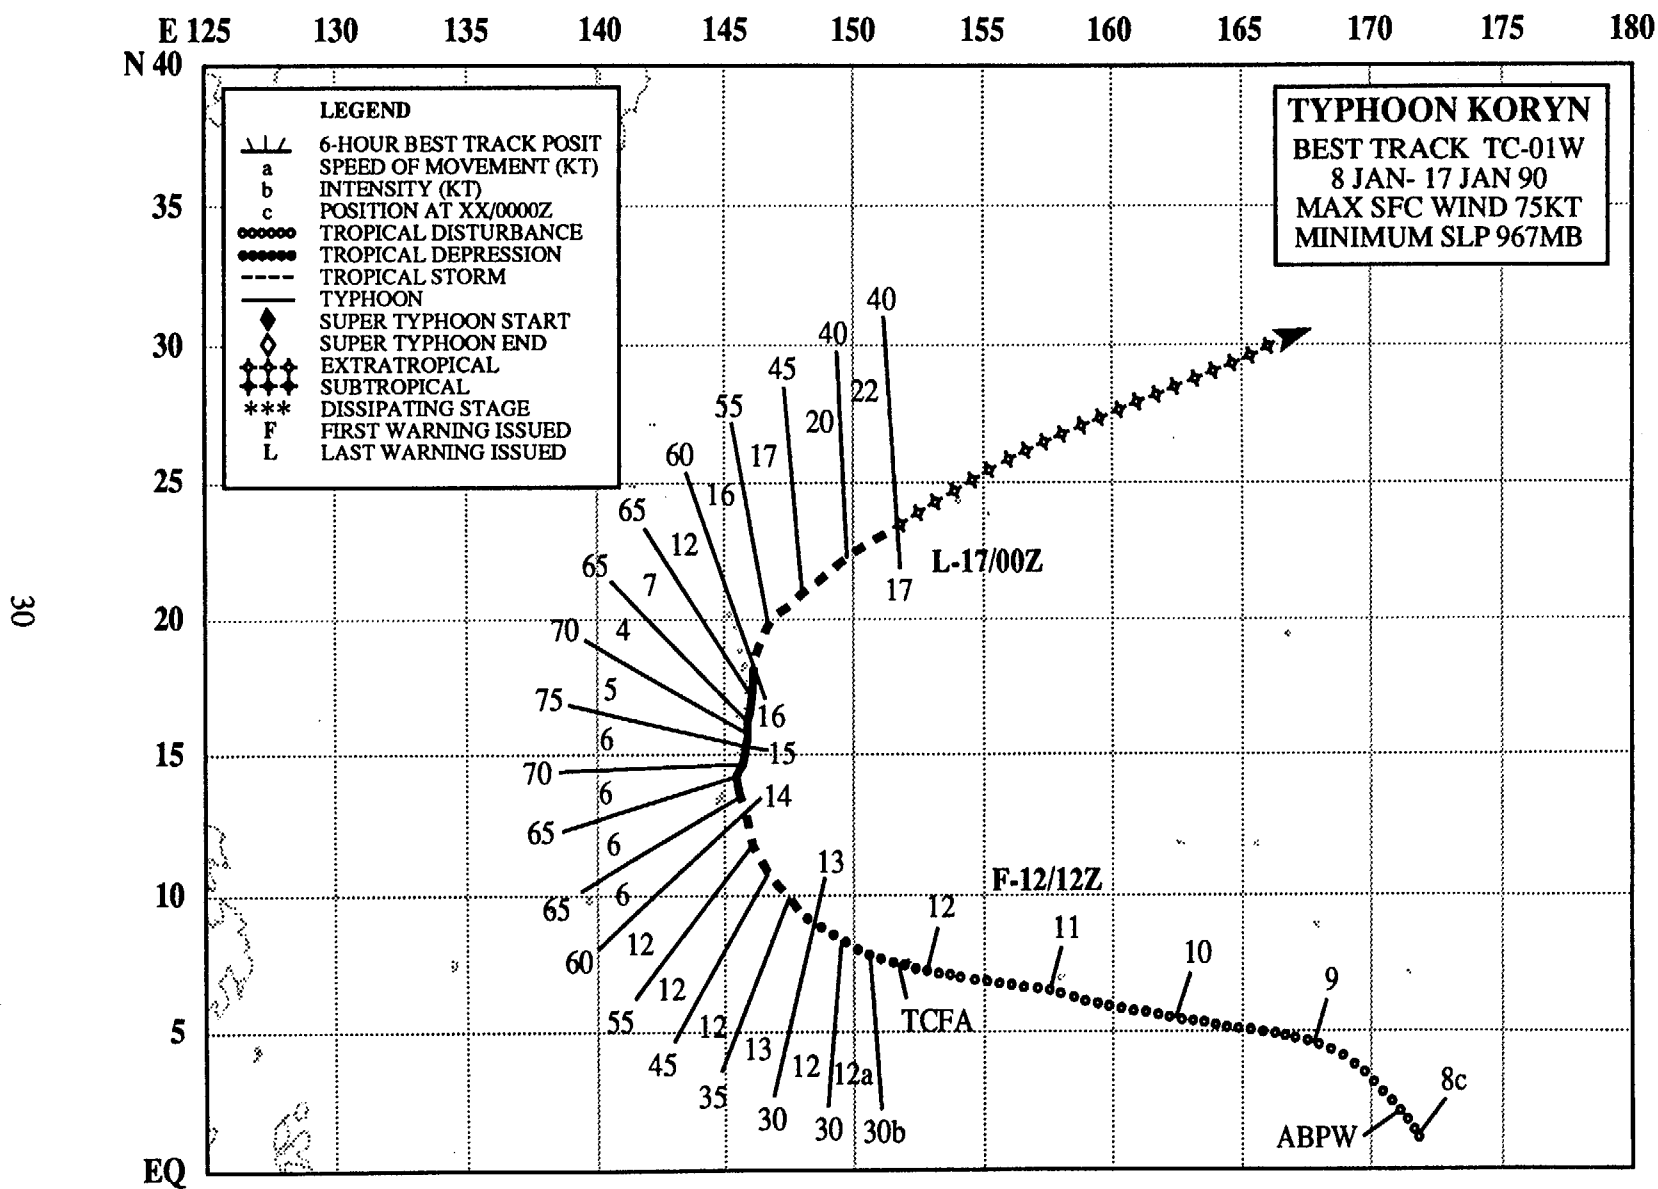 E 125 130 135 140 145 150 155 160 165 170 175 180
N 40
LEGEND
6-HOUR BEST TRACK POSIT
a SPEED OF MOVEMENT (KT)
b INTENSITY (KT)
c POSITION AT XX/0000Z
TROPICAL DISTURBANCE
TROPICAL DEPRESSION
TROPICAL STORM
TYPHOON
SUPER TYPHOON START
SUPER TYPHOON END
EXTRATROPICAL
SUBTROPICAL
*** DISSIPATING STAGE
F FIRST WARNING ISSUED
L LAST WARNING ISSUED
TYPHOON KORYN
BEST TRACK TC-01W
8 JAN- 17 JAN 90
MAX SFC WIND 75KT
MINIMUM SLP 967MB
35
40
40
30
45
22
55
20
17
60
25
16
65
12
L-17/00Z
65
7
17
30
20
70
4
5
75
16
6
15
15
70
6
14
65
6
13
F-12/12Z
10
65
6
12
11
60
12
10
9
12
55
12
TCFA
5
45
13
12
12a
8c
35
30
30
30b
ABPW
EQ